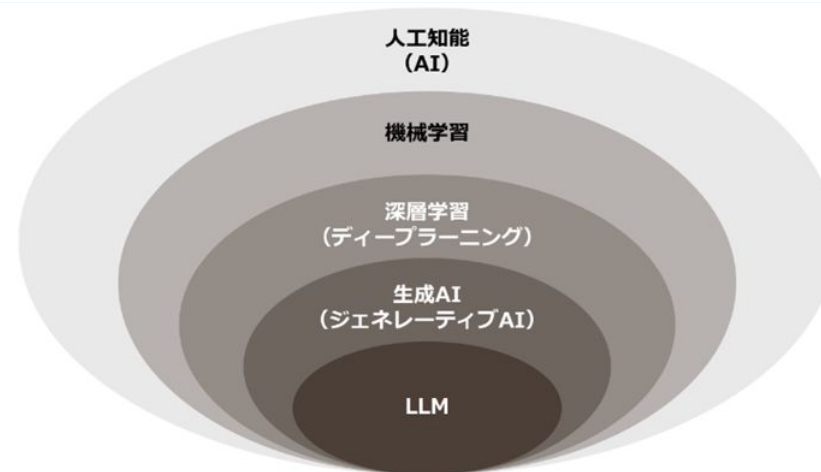 人工知能
（AI）
機械学習
深層学習
（ディープラーニング）
生成AI
（ジェネレーティブAI）
LLM